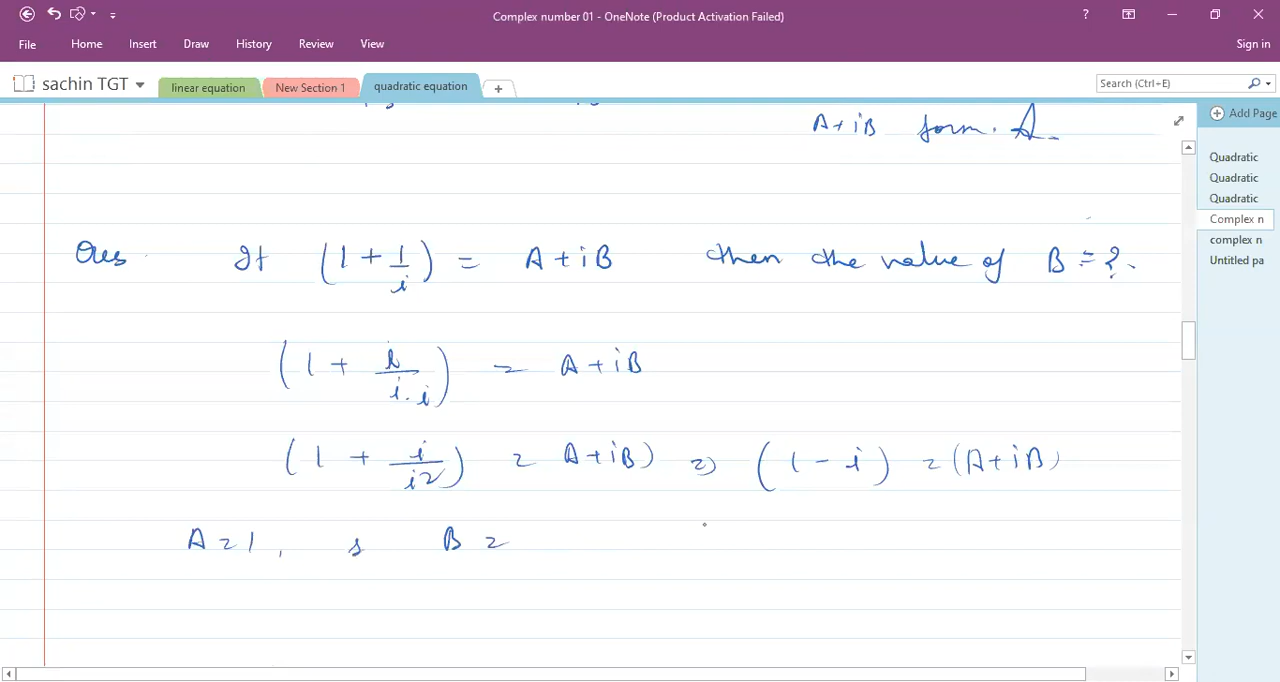 Complex number 01 - OneNote (Product Activation Failed)
?
File Home Insert Draw History Review View
Sign in
sachin TGT
linear equation New Section 1 quadratic equation +
Search (Ctrl+E)
Add Page
Quadratic
Quadratic
Quadratic
Complex n
complex n
Untitled pa
A+iB form.
Ques If (1 + 1/i) = A+iB then the value of B = ?.
(1 + i/i.i) = A+iB
(1 + i/i2 = A+iB) => (1 - i) = (A+iB)
A=1, B =